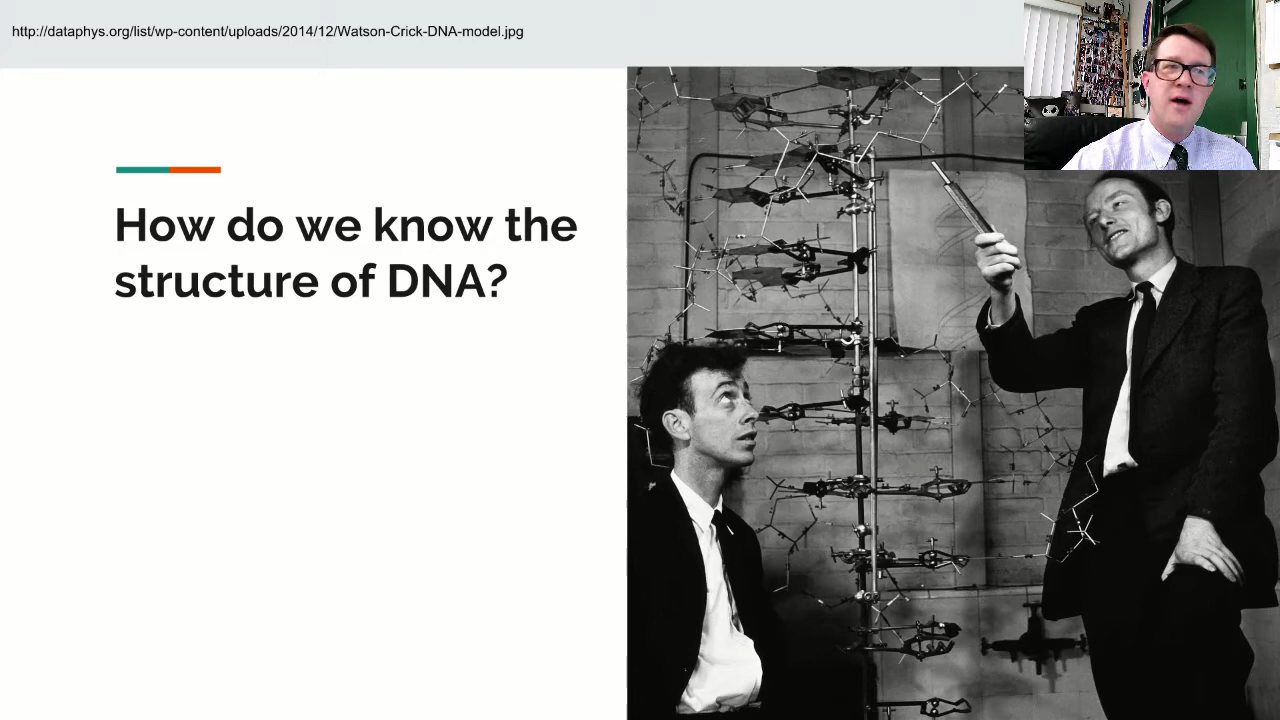 http://dataphys.org/list/wp-content/uploads/2014/12/Watson-Crick-DNA-model.jpg
How do we know the
structure of DNA?